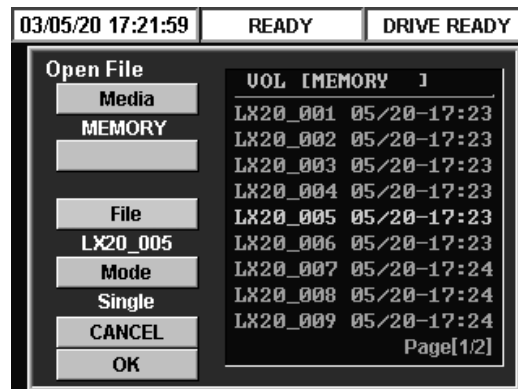 03/05/20 17:21:59 READY DRIVE READY
Open File
Media
MEMORY
File
LX20_005
Mode
Single
CANCEL
OK
VOL [MEMORY ]
LX20_001 05/20-17:23
LX20_002 05/20-17:23
LX20_003 05/20-17:23
LX20_004 05/20-17:23
LX20_005 05/20-17:23
LX20_006 05/20-17:23
LX20_007 05/20-17:24
LX20_008 05/20-17:24
LX20_009 05/20-17:24
Page[1/2]